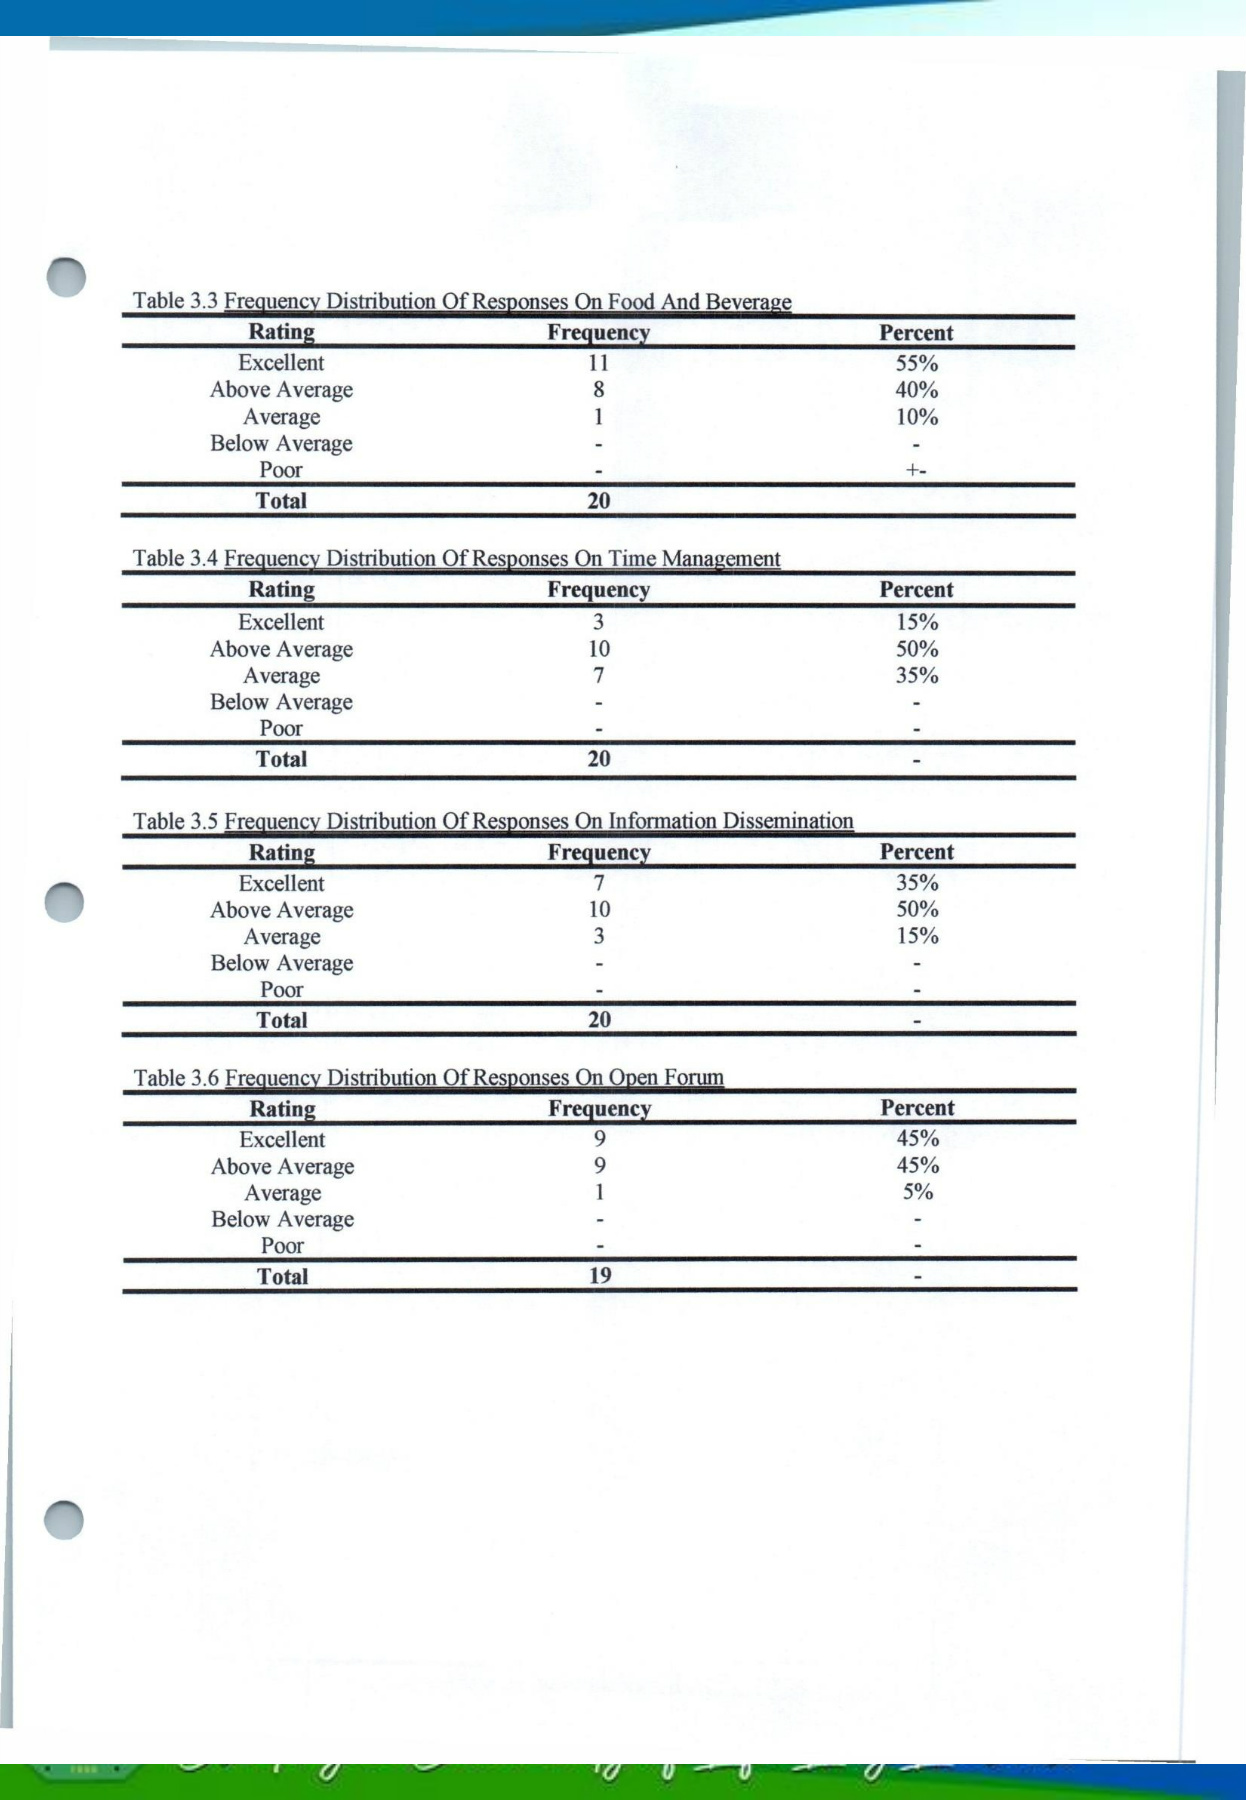 Table 3.3 Frequency Distribution Of Responses On Food And Beverage
Rating Frequency Percent
Excellent 11 55%
Above Average 8 40%
Average 1 10%
Below Average - -
Poor - +-
Total 20
Table 3.4 Frequency Distribution Of Responses On Time Management
Rating Frequency Percent
Excellent 3 15%
Above Average 10 50%
Average 7 35%
Below Average - -
Poor - -
Total 20 -
Table 3.5 Frequency Distribution Of Responses On Information Dissemination
Rating Frequency Percent
Excellent 7 35%
Above Average 10 50%
Average 3 15%
Below Average - -
Poor - -
Total 20 -
Table 3.6 Frequency Distribution Of Responses On Open Forum
Rating Frequency Percent
Excellent 9 45%
Above Average 9 45%
Average 1 5%
Below Average - -
Poor - -
Total 19 -